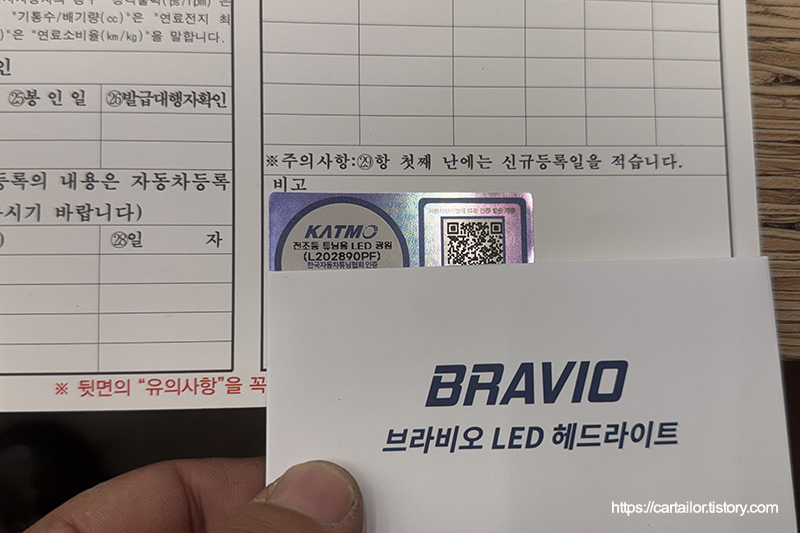 (ps/rpm)
"기통수/배기량(cc)"은 "연료전지 최
"은 "연료소비율(km/kg)"을 말합니다.
인
㉕봉 인 일
㉖발급대행자확인
등록의 내용은 자동차등록
시기 바랍니다)
㉘일 자
※ 뒷면의 "유의사항"을 꼭
※주의사항:㉙항 첫째 난에는 신규등록일을 적습니다.
비고
KATMO
전조등 튜닝용 LED 광원
(L202890PF)
한국자동차튜닝협회 인증
BRAVIO
브라비오 LED 헤드라이트
https://cartailor.tistory.com